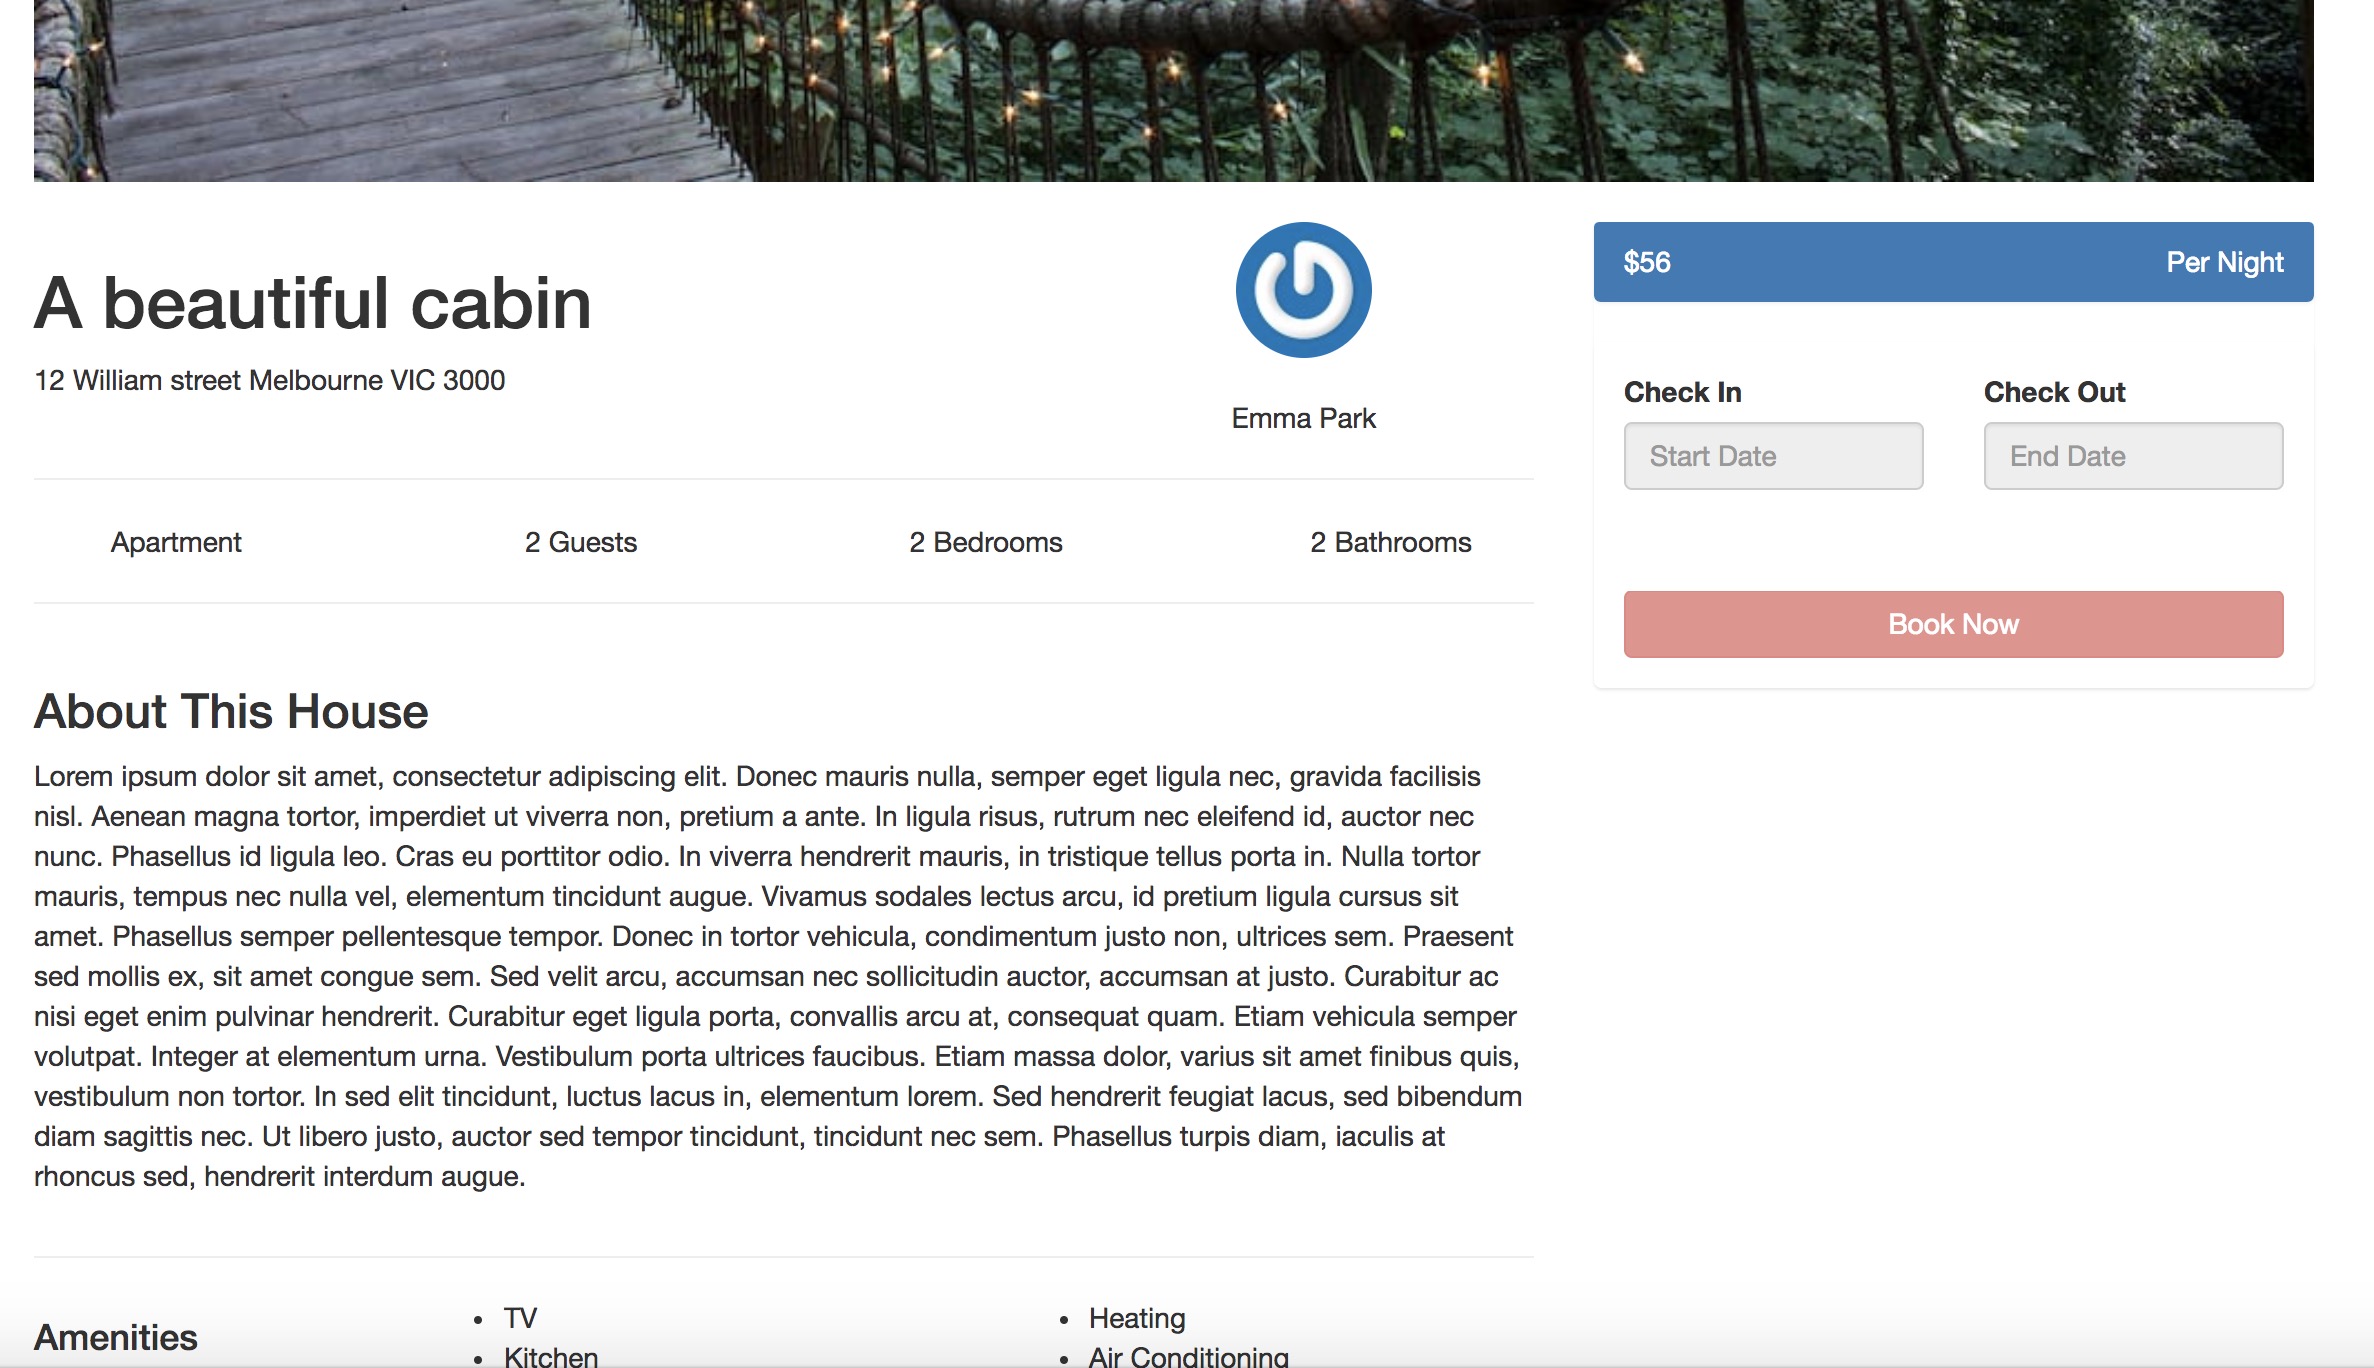 A beautiful cabin
12 William street Melbourne VIC 3000
Emma Park
$56 Per Night
Check In Check Out
Start Date End Date
Book Now
Apartment 2 Guests 2 Bedrooms 2 Bathrooms
About This House
Lorem ipsum dolor sit amet, consectetur adipiscing elit. Donec mauris nulla, semper eget ligula nec, gravida facilisis
nisl. Aenean magna tortor, imperdiet ut viverra non, pretium a ante. In ligula risus, rutrum nec eleifend id, auctor nec
nunc. Phasellus id ligula leo. Cras eu porttitor odio. In viverra hendrerit mauris, in tristique tellus porta in. Nulla tortor
mauris, tempus nec nulla vel, elementum tincidunt augue. Vivamus sodales lectus arcu, id pretium ligula cursus sit
amet. Phasellus semper pellentesque tempor. Donec in tortor vehicula, condimentum justo non, ultrices sem. Praesent
sed mollis ex, sit amet congue sem. Sed velit arcu, accumsan nec sollicitudin auctor, accumsan at justo. Curabitur ac
nisi eget enim pulvinar hendrerit. Curabitur eget ligula porta, convallis arcu at, consequat quam. Etiam vehicula semper
volutpat. Integer at elementum urna. Vestibulum porta ultrices faucibus. Etiam massa dolor, varius sit amet finibus quis,
vestibulum non tortor. In sed elit tincidunt, luctus lacus in, elementum lorem. Sed hendrerit feugiat lacus, sed bibendum
diam sagittis nec. Ut libero justo, auctor sed tempor tincidunt, tincidunt nec sem. Phasellus turpis diam, iaculis at
rhoncus sed, hendrerit interdum augue.
Amenities
• TV
• Kitchen
• Heating
• Air Conditioning